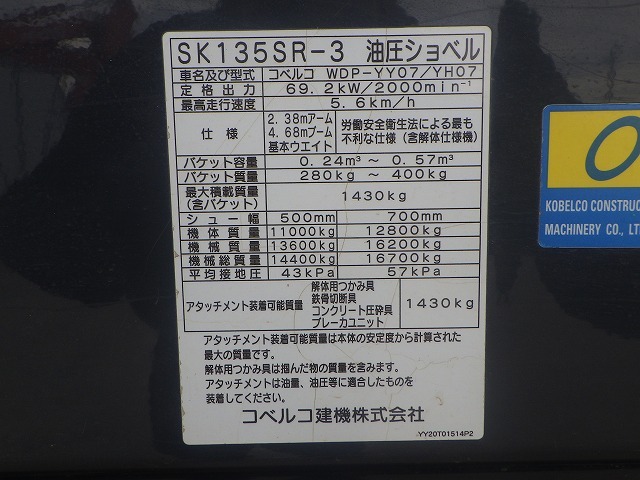 SK135SR-3 油圧ショベル
車名及び型式 コベルコ WDP-YY07/YH07
定格出力 69.2kW/2000min⁻¹
最高走行速度 5.6km/h
仕様 2.38mアーム 4.68mブーム 基本ウエイト 労働安全衛生法による最も不利な仕様(含解体仕様機)
バケット容量 0.24m³ ～ 0.57m³
バケット質量 280kg ～ 400kg
最大積載質量(含バケット) 1430kg
シュー幅 500mm 700mm
機体質量 11000kg 12800kg
機械質量 13600kg 16200kg
機械総質量 14400kg 16700kg
平均接地圧 43kPa 57kPa
アタッチメント装着可能質量 解体用つかみ具 鉄骨切断具 コンクリート圧砕具 ブレーカユニット 1430kg
アタッチメント装着可能質量は本体の安定度から計算された
最大の質量です。
解体用つかみ具は掴んだ物の質量を含みます。
アタッチメントは油量、油圧等に適合したものを
装着してください。
コベルコ建機株式会社
YY20T01514P2
KOBELCO CONSTRUC
MACHINERY CO., LT